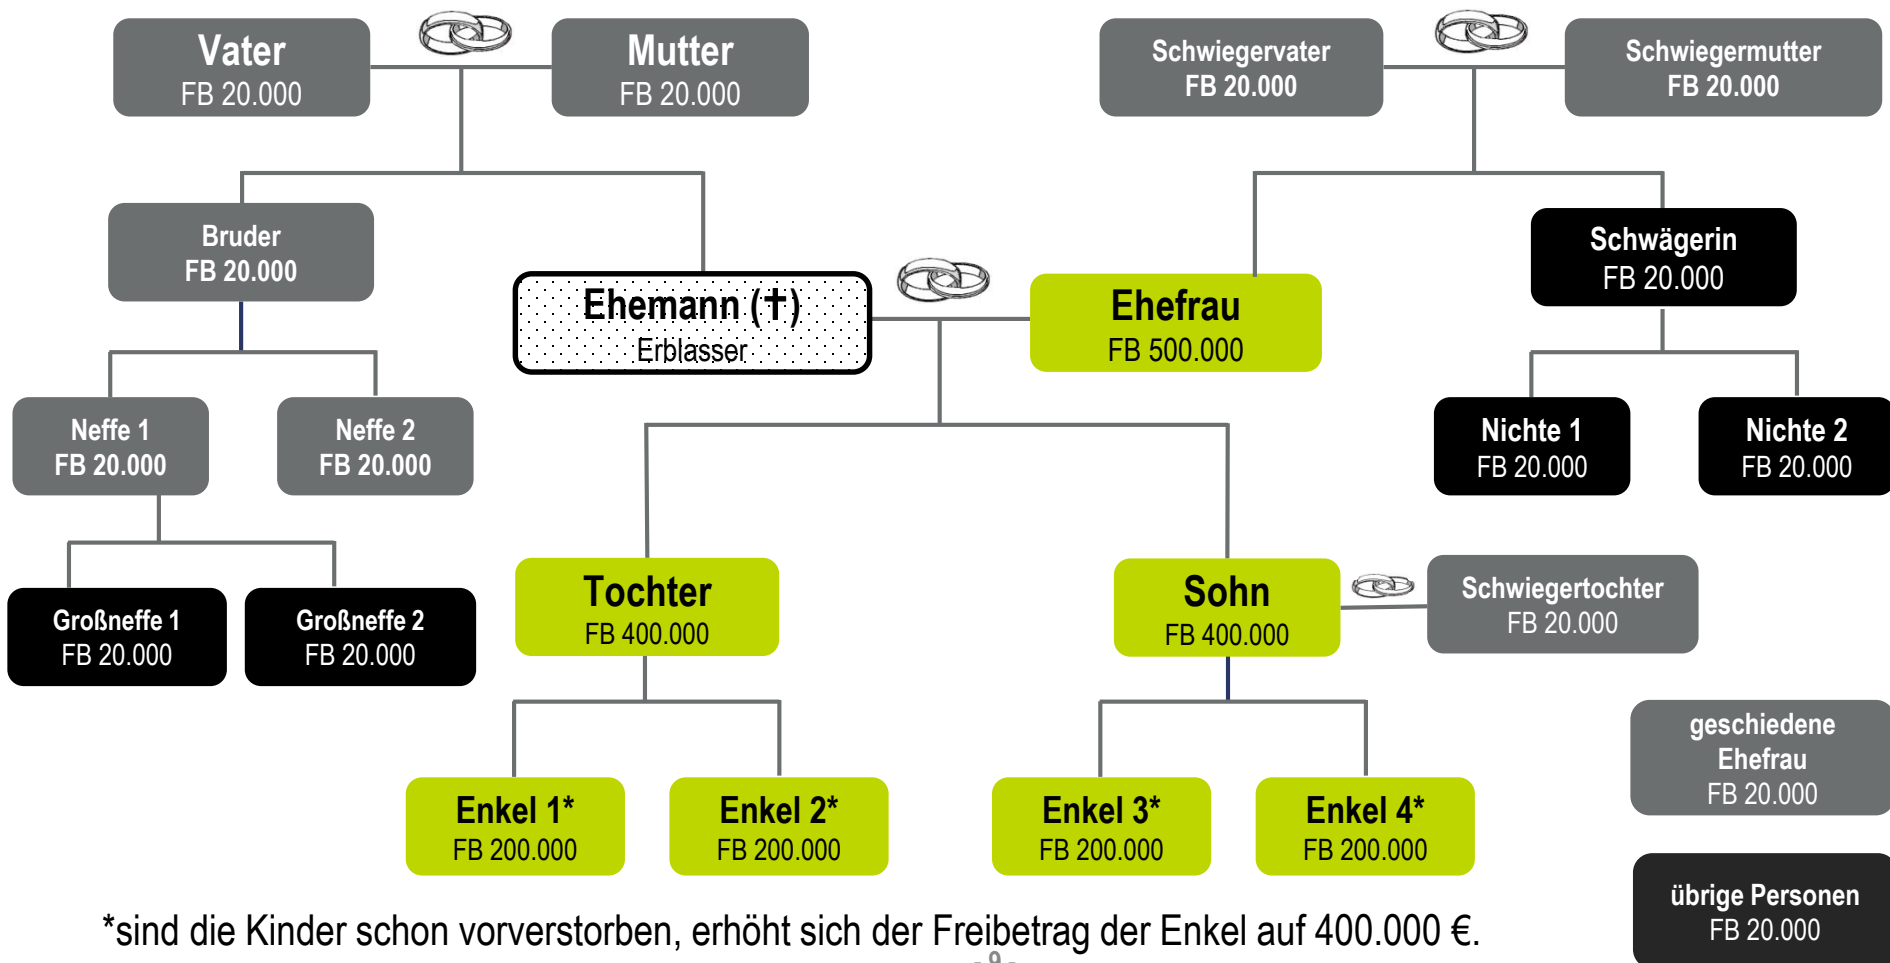 Vater
FB 20.000
Mutter
FB 20.000
Schwiegervater
FB 20.000
Schwiegermutter
FB 20.000
Bruder
FB 20.000
Ehemann (✝)
Erblasser
Ehefrau
FB 500.000
Schwägerin
FB 20.000
Neffe 1
FB 20.000
Neffe 2
FB 20.000
Nichte 1
FB 20.000
Nichte 2
FB 20.000
Großneffe 1
FB 20.000
Großneffe 2
FB 20.000
Tochter
FB 400.000
Sohn
FB 400.000
Schwiegertochter
FB 20.000
Enkel 1*
FB 200.000
Enkel 2*
FB 200.000
Enkel 3*
FB 200.000
Enkel 4*
FB 200.000
geschiedene
Ehefrau
FB 20.000
übrige Personen
FB 20.000
*sind die Kinder schon vorverstorben, erhöht sich der Freibetrag der Enkel auf 400.000 €.
- 9 -